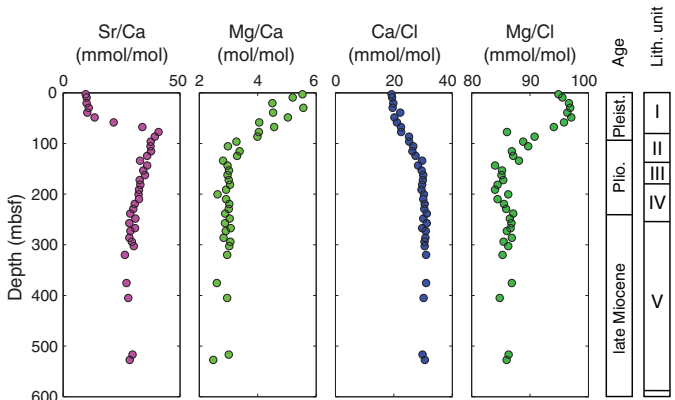 Sr/Ca
(mmol/mol)
Mg/Ca
(mol/mol)
Ca/Cl
(mmol/mol)
Mg/Cl
(mmol/mol)
Age
Lith. unit
0 50
2 4 6
0 20 40
80 90 100
Depth (mbsf)
0
100
200
300
400
500
600
Pleist.
Plio.
late Miocene
I
II
III
IV
V